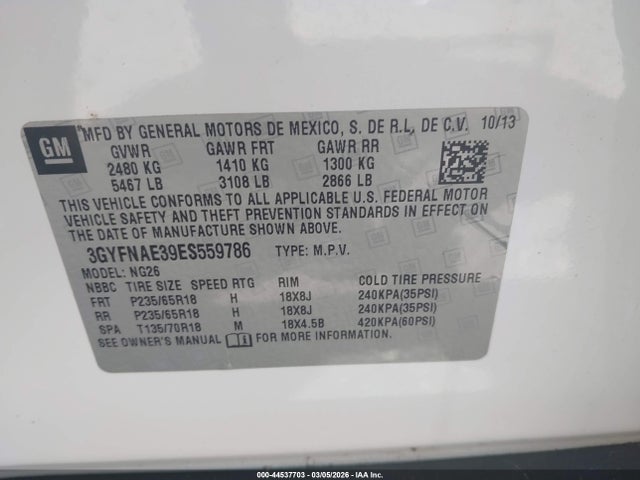 GM *MFD BY GENERAL MOTORS DE MEXICO, S. DE R.L, DE C.V. 10/13
GVWR GAWR FRT GAWR RR
2480 KG 1410 KG 1300 KG
5467 LB 3108 LB 2866 LB
THIS VEHICLE CONFORMS TO ALL APPLICABLE U.S. FEDERAL MOTOR
VEHICLE SAFETY AND THEFT PREVENTION STANDARDS IN EFFECT ON
THE DATE OF MANUFACTURE SHOWN ABOVE.
3GYFNAE39ES559786 TYPE: M.P.V.
MODEL: NG26
NBBC TIRE SIZE SPEED RTG RIM COLD TIRE PRESSURE
FRT P235/65R18 H 18X8J 240KPA(35PSI)
RR P235/65R18 H 18X8J 240KPA(35PSI)
SPA T135/70R18 M 18X4.5B 420KPA(60PSI)
SEE OWNER'S MANUAL FOR MORE INFORMATION
000-44537703 - 03/05/2026 - IAA Inc.